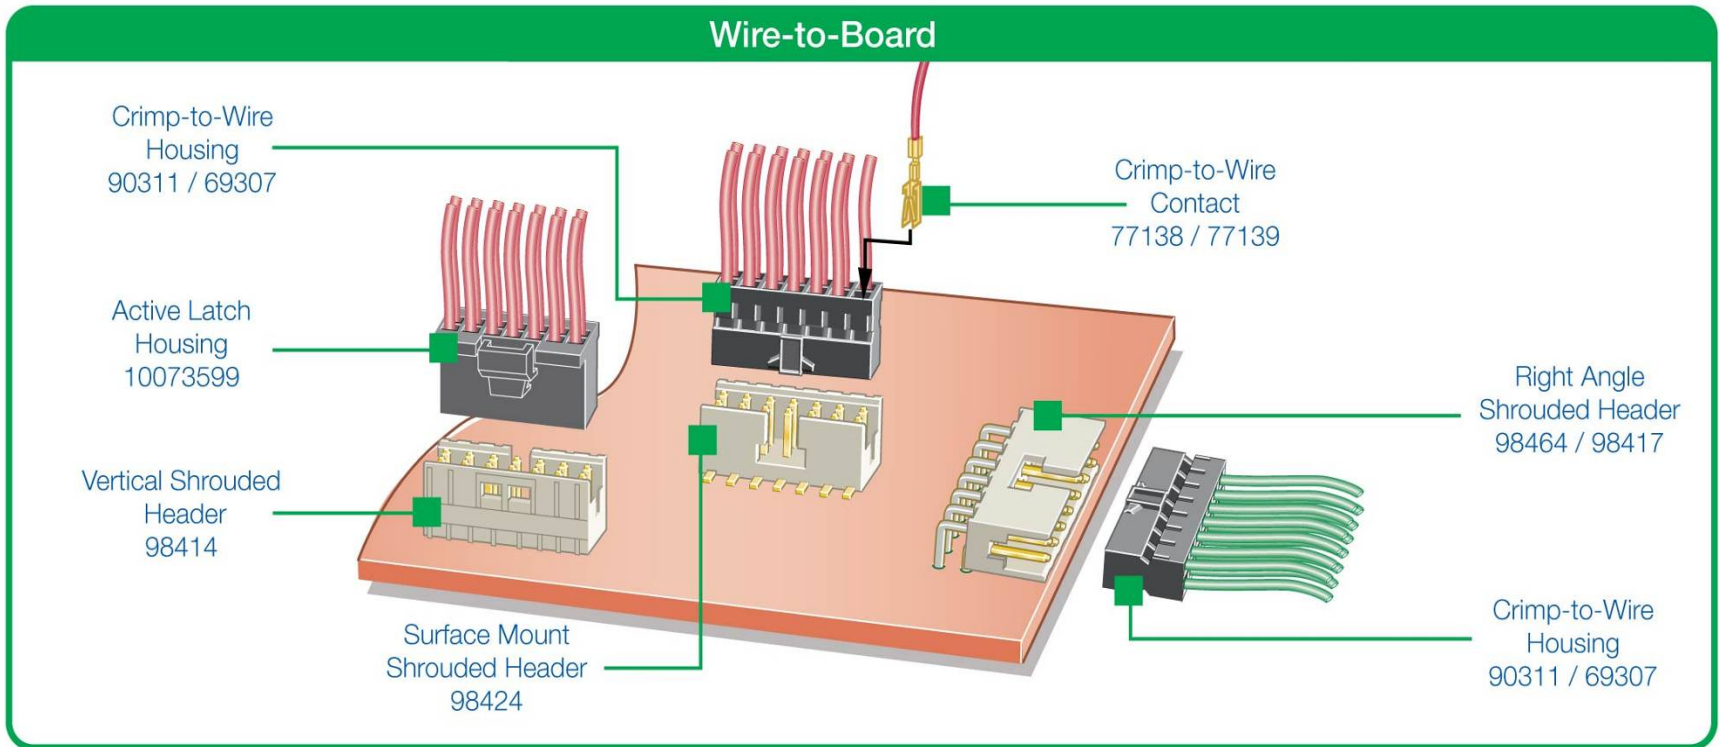 Wire-to-Board
Crimp-to-Wire
Housing
90311 / 69307
Crimp-to-Wire
Contact
77138 / 77139
Active Latch
Housing
10073599
Right Angle
Shrouded Header
98464 / 98417
Vertical Shrouded
Header
98414
Surface Mount
Shrouded Header
98424
Crimp-to-Wire
Housing
90311 / 69307